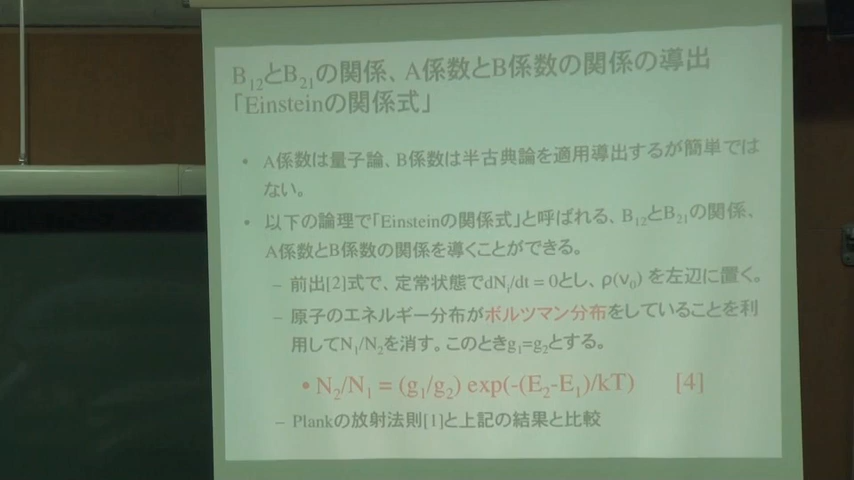 B12とB21の関係、A係数とB係数の関係の導出
「Einsteinの関係式」
• A係数は量子論、B係数は半古典論を適用導出するが簡単では
ない。
• 以下の論理で「Einsteinの関係式」と呼ばれる、B12とB21の関係、
A係数とB係数の関係を導くことができる。
– 前出[2]式で、定常状態でdNi/dt = 0とし、ρ(ν0) を左辺に置く。
– 原子のエネルギー分布がボルツマン分布をしていることを利
用してN1/N2を消す。このときg1=g2とする。
• N2/N1 = (g1/g2) exp(-(E2-E1)/kT) [4]
– Plankの放射法則[1]と上記の結果と比較